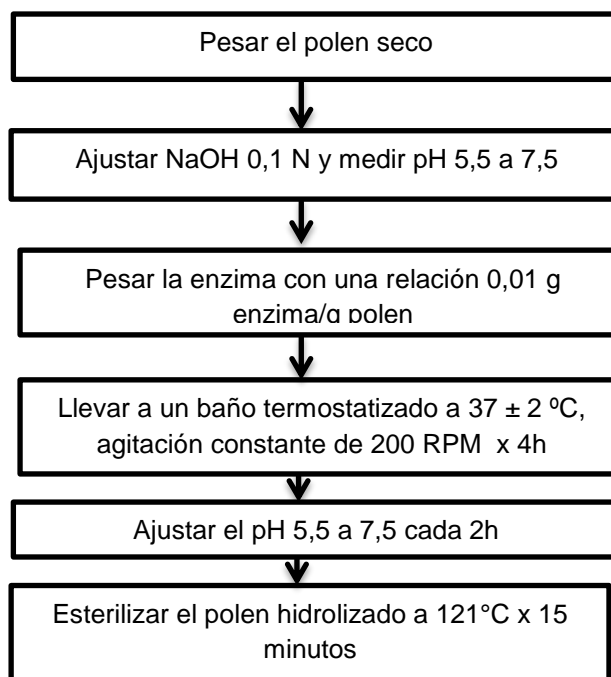 Pesar el polen seco
Ajustar NaOH 0,1 N y medir pH 5,5 a 7,5
Pesar la enzima con una relación 0,01 g
enzima/g polen
Llevar a un baño termostatizado a 37 ± 2 ºC,
agitación constante de 200 RPM x 4h
Ajustar el pH 5,5 a 7,5 cada 2h
Esterilizar el polen hidrolizado a 121°C x 15
minutos